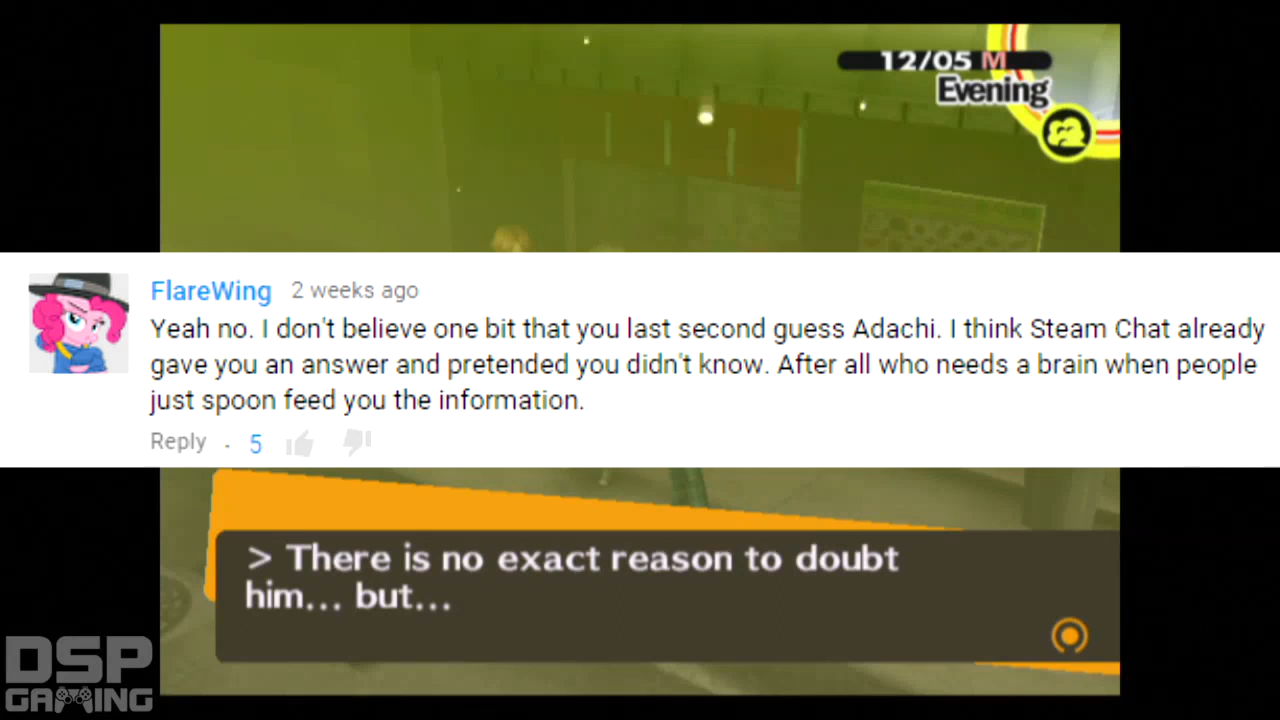 12/05 M
Evening
FlareWing 2 weeks ago
Yeah no. I don't believe one bit that you last second guess Adachi. I think Steam Chat already
gave you an answer and pretended you didn't know. After all who needs a brain when people
just spoon feed you the information.
Reply . 5
> There is no exact reason to doubt
him... but...
DSP
GAMING